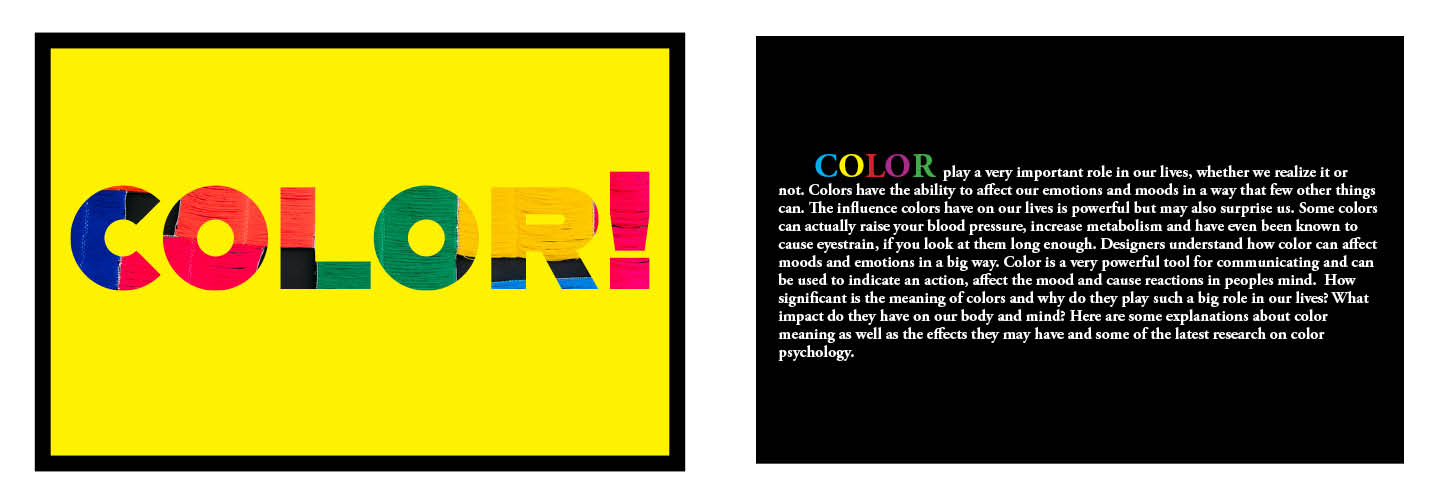 COLOR!
COLOR play a very important role in our lives, whether we realize it or
not. Colors have the ability to affect our emotions and moods in a way that few other things
can. The influence colors have on our lives is powerful but may also surprise us. Some colors
can actually raise your blood pressure, increase metabolism and have even been known to
cause eyestrain, if you look at them long enough. Designers understand how color can affect
moods and emotions in a big way. Color is a very powerful tool for communicating and can
be used to indicate an action, affect the mood and cause reactions in peoples mind.  How
significant is the meaning of colors and why do they play such a big role in our lives? What
impact do they have on our body and mind? Here are some explanations about color
meaning as well as the effects they may have and some of the latest research on color
psychology.